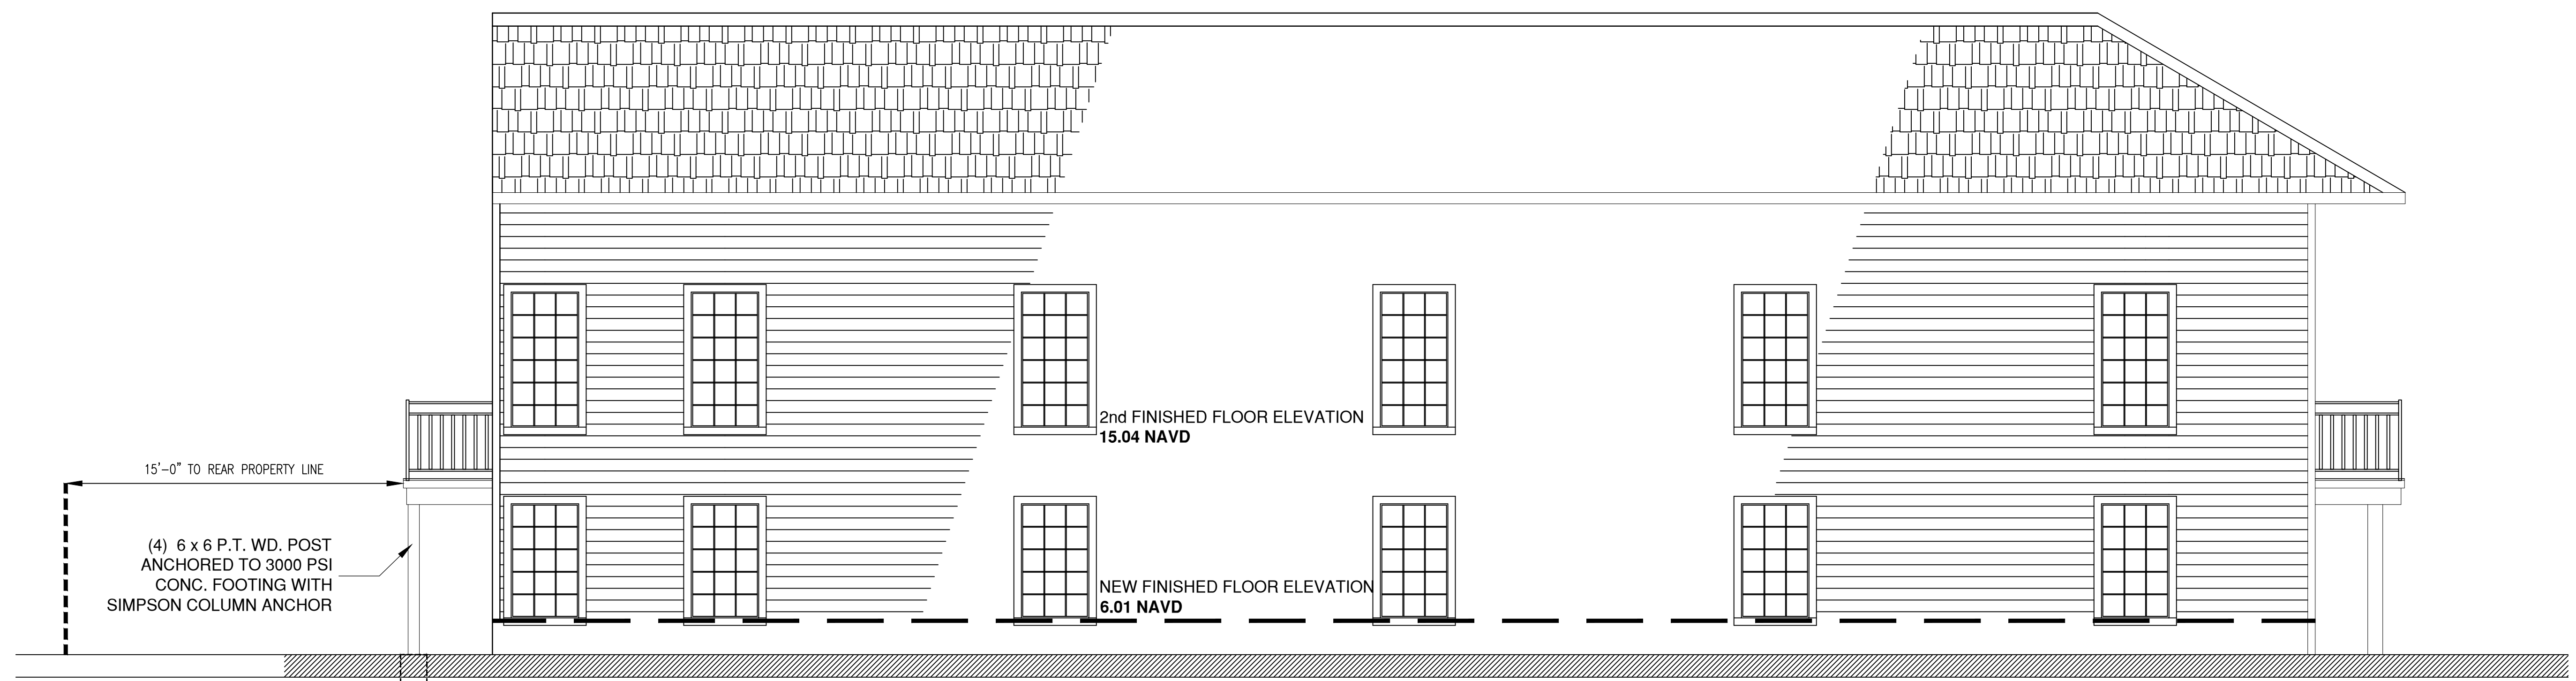 2nd FINISHED FLOOR ELEVATION
15.04 NAVD
15'-0" TO REAR PROPERTY LINE
(4) 6 x 6 P.T. WD. POST
ANCHORED TO 3000 PSI
CONC. FOOTING WITH
SIMPSON COLUMN ANCHOR
NEW FINISHED FLOOR ELEVATION
6.01 NAVD